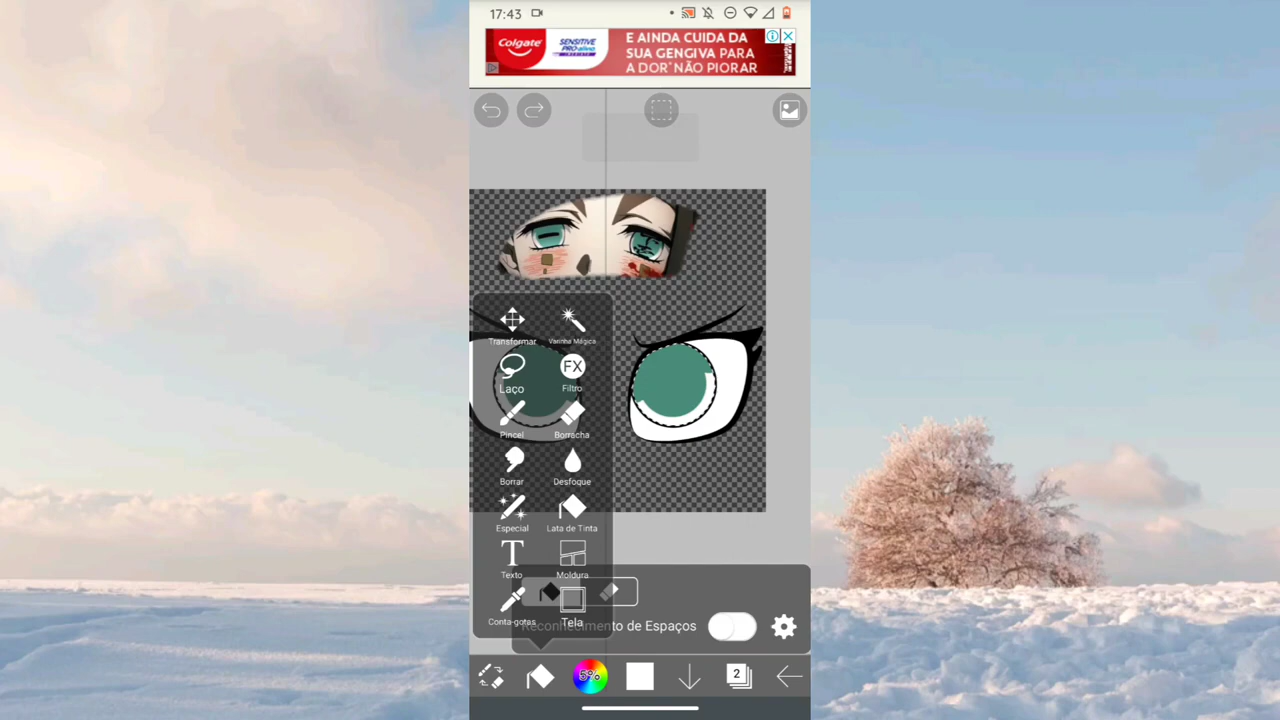 17:43
Colgate
SENSITIVE
PRO-alívio
IMEDIATO
E AINDA CUIDA DA
SUA GENGIVA PARA
A DOR* NÃO PIORAR
Transformar
Varinha Mágica
Laço
FX
Filtro
Pincel
Borracha
Borrar
Desfoque
Especial
Lata de Tinta
T
Texto
Moldura
Conta-gotas
Tela
Reconhecimento de Espaços
5%
2